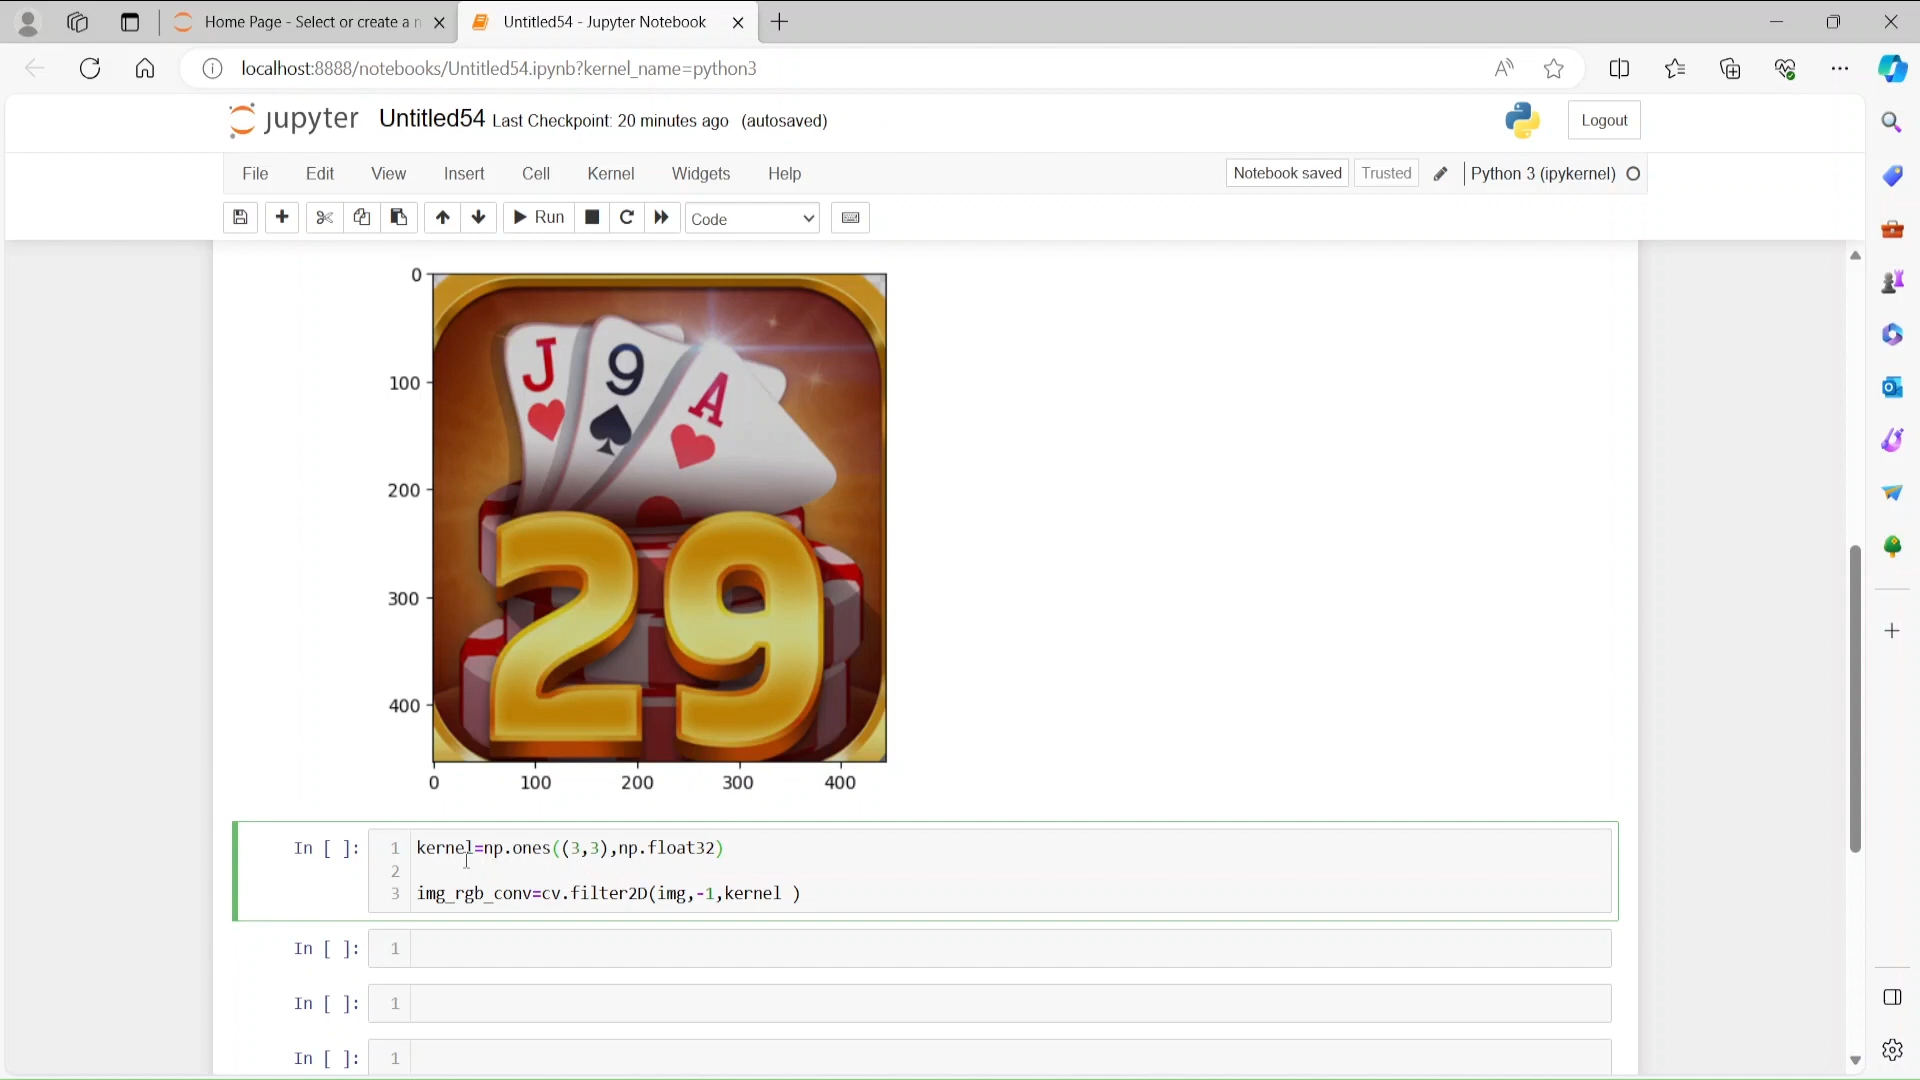 Home Page - Select or create a n
Untitled54 - Jupyter Notebook
localhost:8888/notebooks/Untitled54.ipynb?kernel_name=python3
jupyter Untitled54 Last Checkpoint: 20 minutes ago (autosaved)
Logout
File Edit View Insert Cell Kernel Widgets Help
Notebook saved Trusted Python 3 (ipykernel)
Run Code
0
100
200
300
400
J 9 A
29
0 100 200 300 400
In [ ]: 1 kernel=np.ones((3,3),np.float32)
2
3 img_rgb_conv=cv.filter2D(img,-1,kernel )
In [ ]: 1
In [ ]: 1
In [ ]: 1